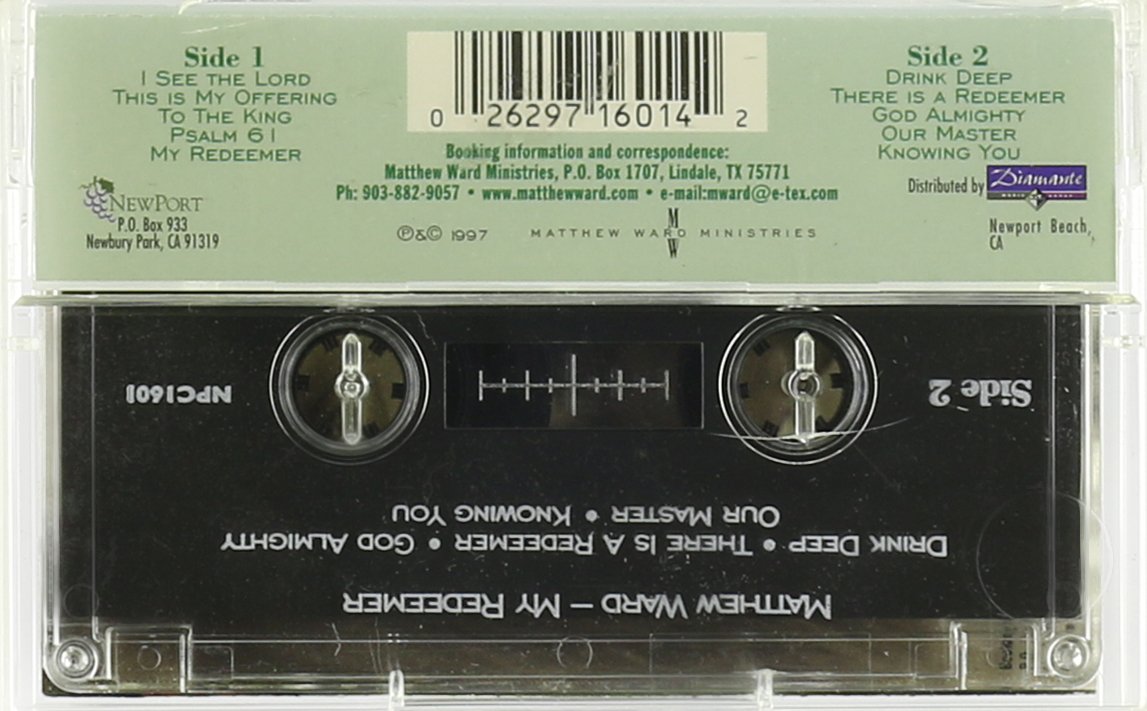 Side 1
I See the Lord
This is My Offering
To The King
Psalm 61
My Redeemer
NewPort
P.O. Box 933
Newbury Park, CA 91319
0 26297 16014 2
Booking information and correspondence:
Matthew Ward Ministries, P.O. Box 1707, Lindale, TX 75771
Ph: 903-882-9057 • www.matthewward.com • e-mail:mward@e-tex.com
M
℗&© 1997 MATTHEW WARD MINISTRIES
W
Side 2
Drink Deep
There is a Redeemer
God Almighty
Our Master
Knowing You
Distributed by Diamante
MUSIC GROUP
Newport Beach,
CA
Matthew Ward – My Redeemer
Drink Deep • There Is A Redeemer • God Almighty
Our Master • Knowing You
Side 2
NPC1601